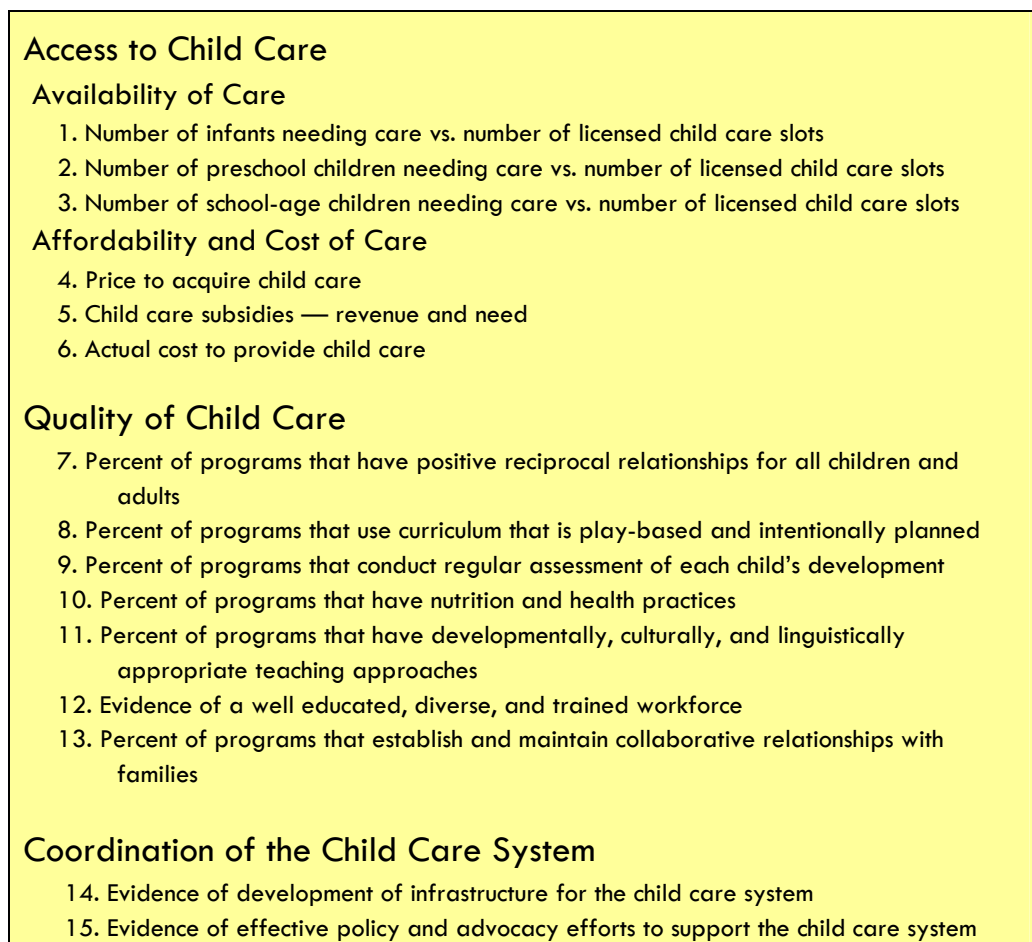 Access to Child Care
Availability of Care
1. Number of infants needing care vs. number of licensed child care slots
2. Number of preschool children needing care vs. number of licensed child care slots
3. Number of school-age children needing care vs. number of licensed child care slots
Affordability and Cost of Care
4. Price to acquire child care
5. Child care subsidies — revenue and need
6. Actual cost to provide child care
Quality of Child Care
7. Percent of programs that have positive reciprocal relationships for all children and
adults
8. Percent of programs that use curriculum that is play-based and intentionally planned
9. Percent of programs that conduct regular assessment of each child’s development
10. Percent of programs that have nutrition and health practices
11. Percent of programs that have developmentally, culturally, and linguistically
appropriate teaching approaches
12. Evidence of a well educated, diverse, and trained workforce
13. Percent of programs that establish and maintain collaborative relationships with
families
Coordination of the Child Care System
14. Evidence of development of infrastructure for the child care system
15. Evidence of effective policy and advocacy efforts to support the child care system